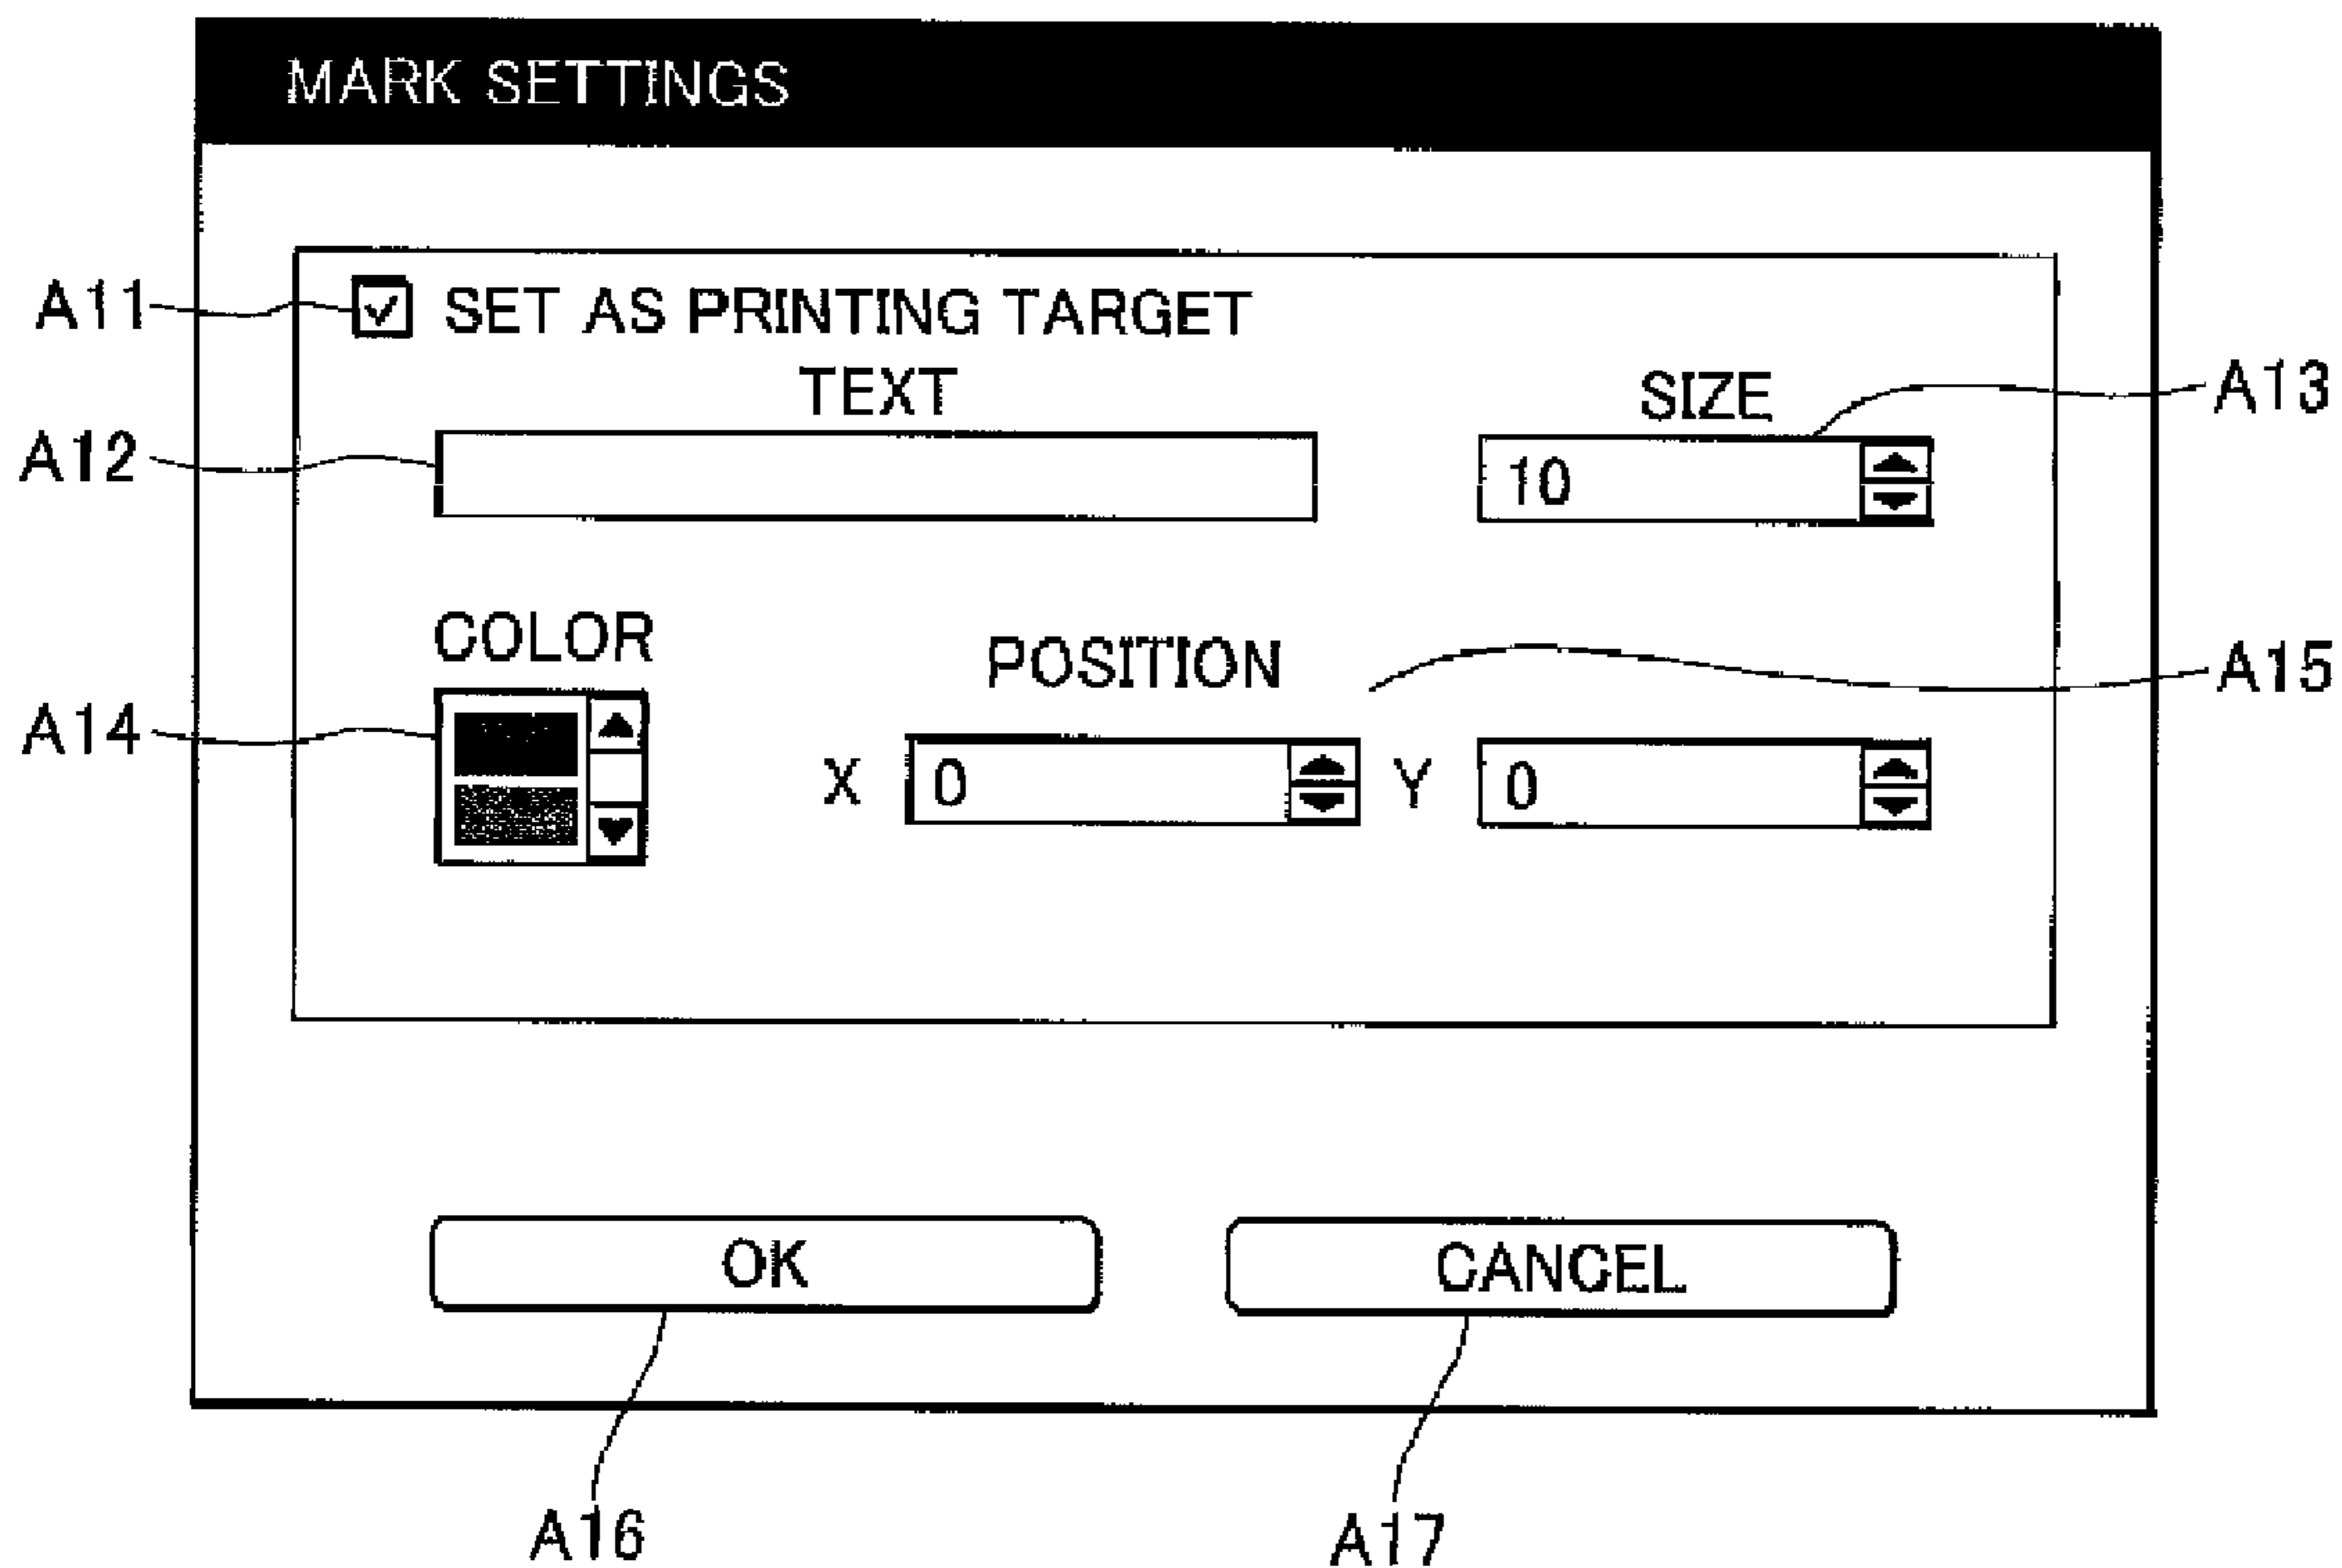 MARK SETTINGS
A11 SET AS PRINTING TARGET
TEXT SIZE A13
A12 10
COLOR POSITION A15
A14 X 0 Y 0
OK CANCEL
A16 A17